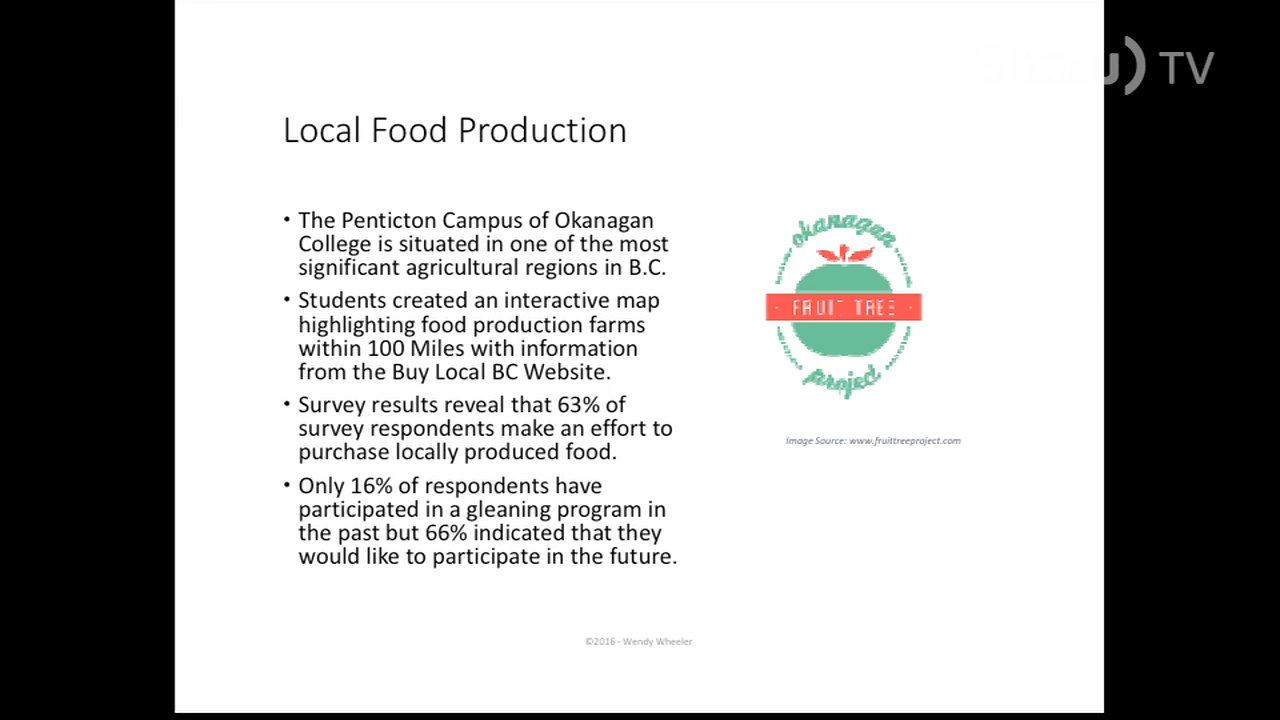 TV
Local Food Production
• The Penticton Campus of Okanagan
College is situated in one of the most
significant agricultural regions in B.C.
• Students created an interactive map
highlighting food production farms
within 100 Miles with information
from the Buy Local BC Website.
• Survey results reveal that 63% of
survey respondents make an effort to
purchase locally produced food.
• Only 16% of respondents have
participated in a gleaning program in
the past but 66% indicated that they
would like to participate in the future.
okanagan
FRUIT TREE
project
Image Source: www.fruittreeproject.com
©2016 - Wendy Wheeler